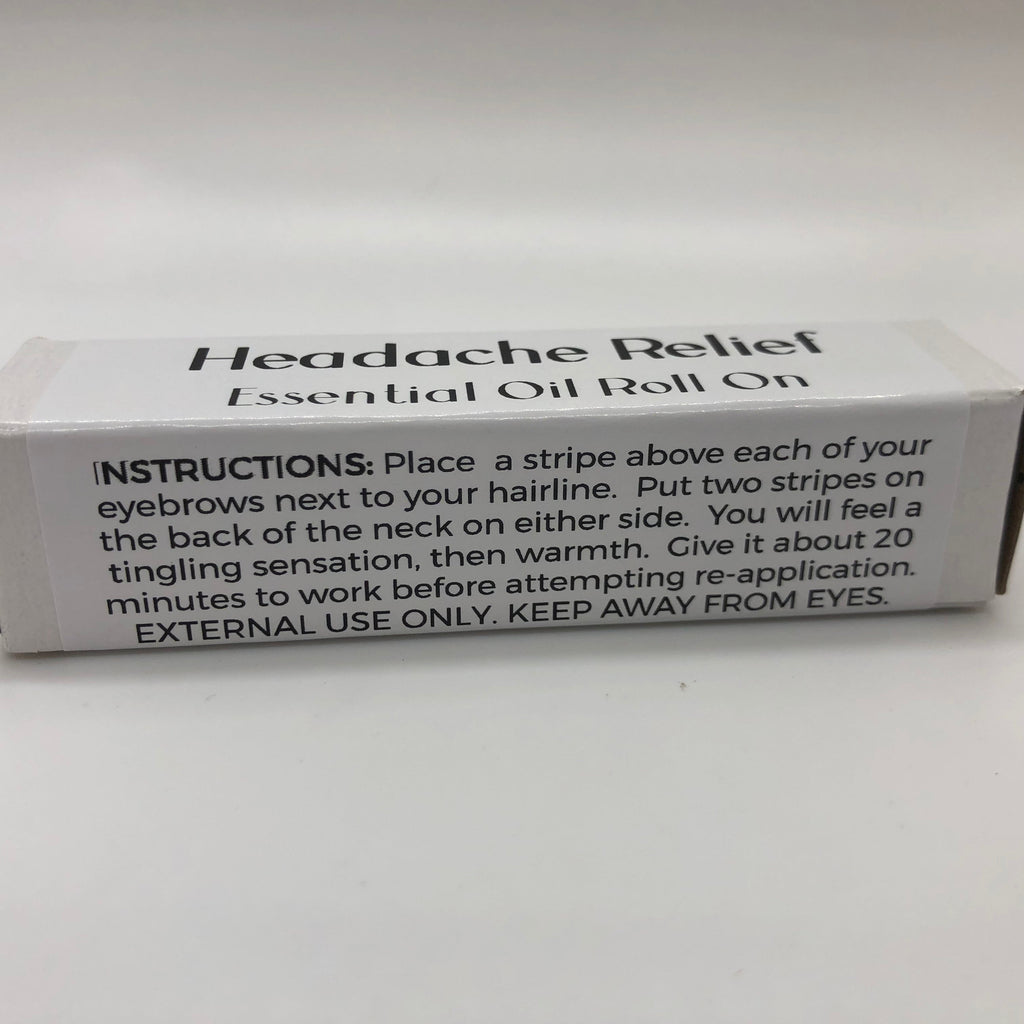 Headache Relief
Essential Oil Roll On
INSTRUCTIONS: Place a stripe above each of your
eyebrows next to your hairline. Put two stripes on
the back of the neck on either side. You will feel a
tingling sensation, then warmth. Give it about 20
minutes to work before attempting re-application.
EXTERNAL USE ONLY. KEEP AWAY FROM EYES.